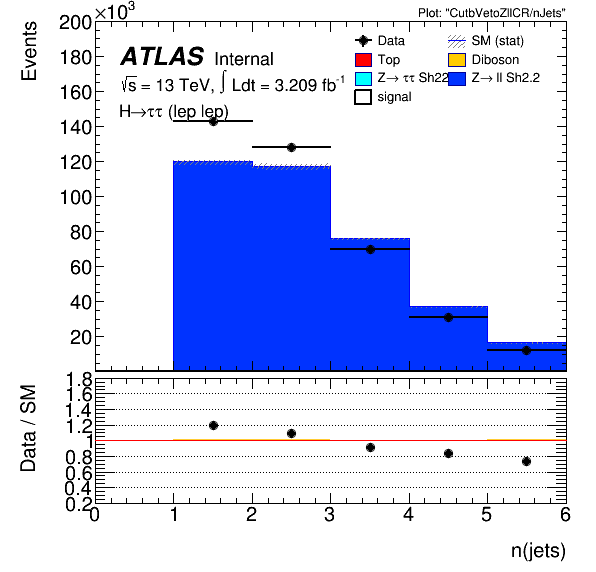 Plot: "CutbVetoZllCR/nJets"
×10³
Events
200
180
160
140
120
100
80
60
40
20
ATLAS Internal
√s = 13 TeV, ∫ Ldt = 3.209 fb⁻¹
H→ττ (lep lep)
Data
SM (stat)
Top
Diboson
Z→ ττ Sh22
Z→ ll Sh2.2
signal
Data / SM
1.8
1.6
1.4
1.2
1
0.8
0.6
0.4
0.2
0 1 2 3 4 5 6
n(jets)